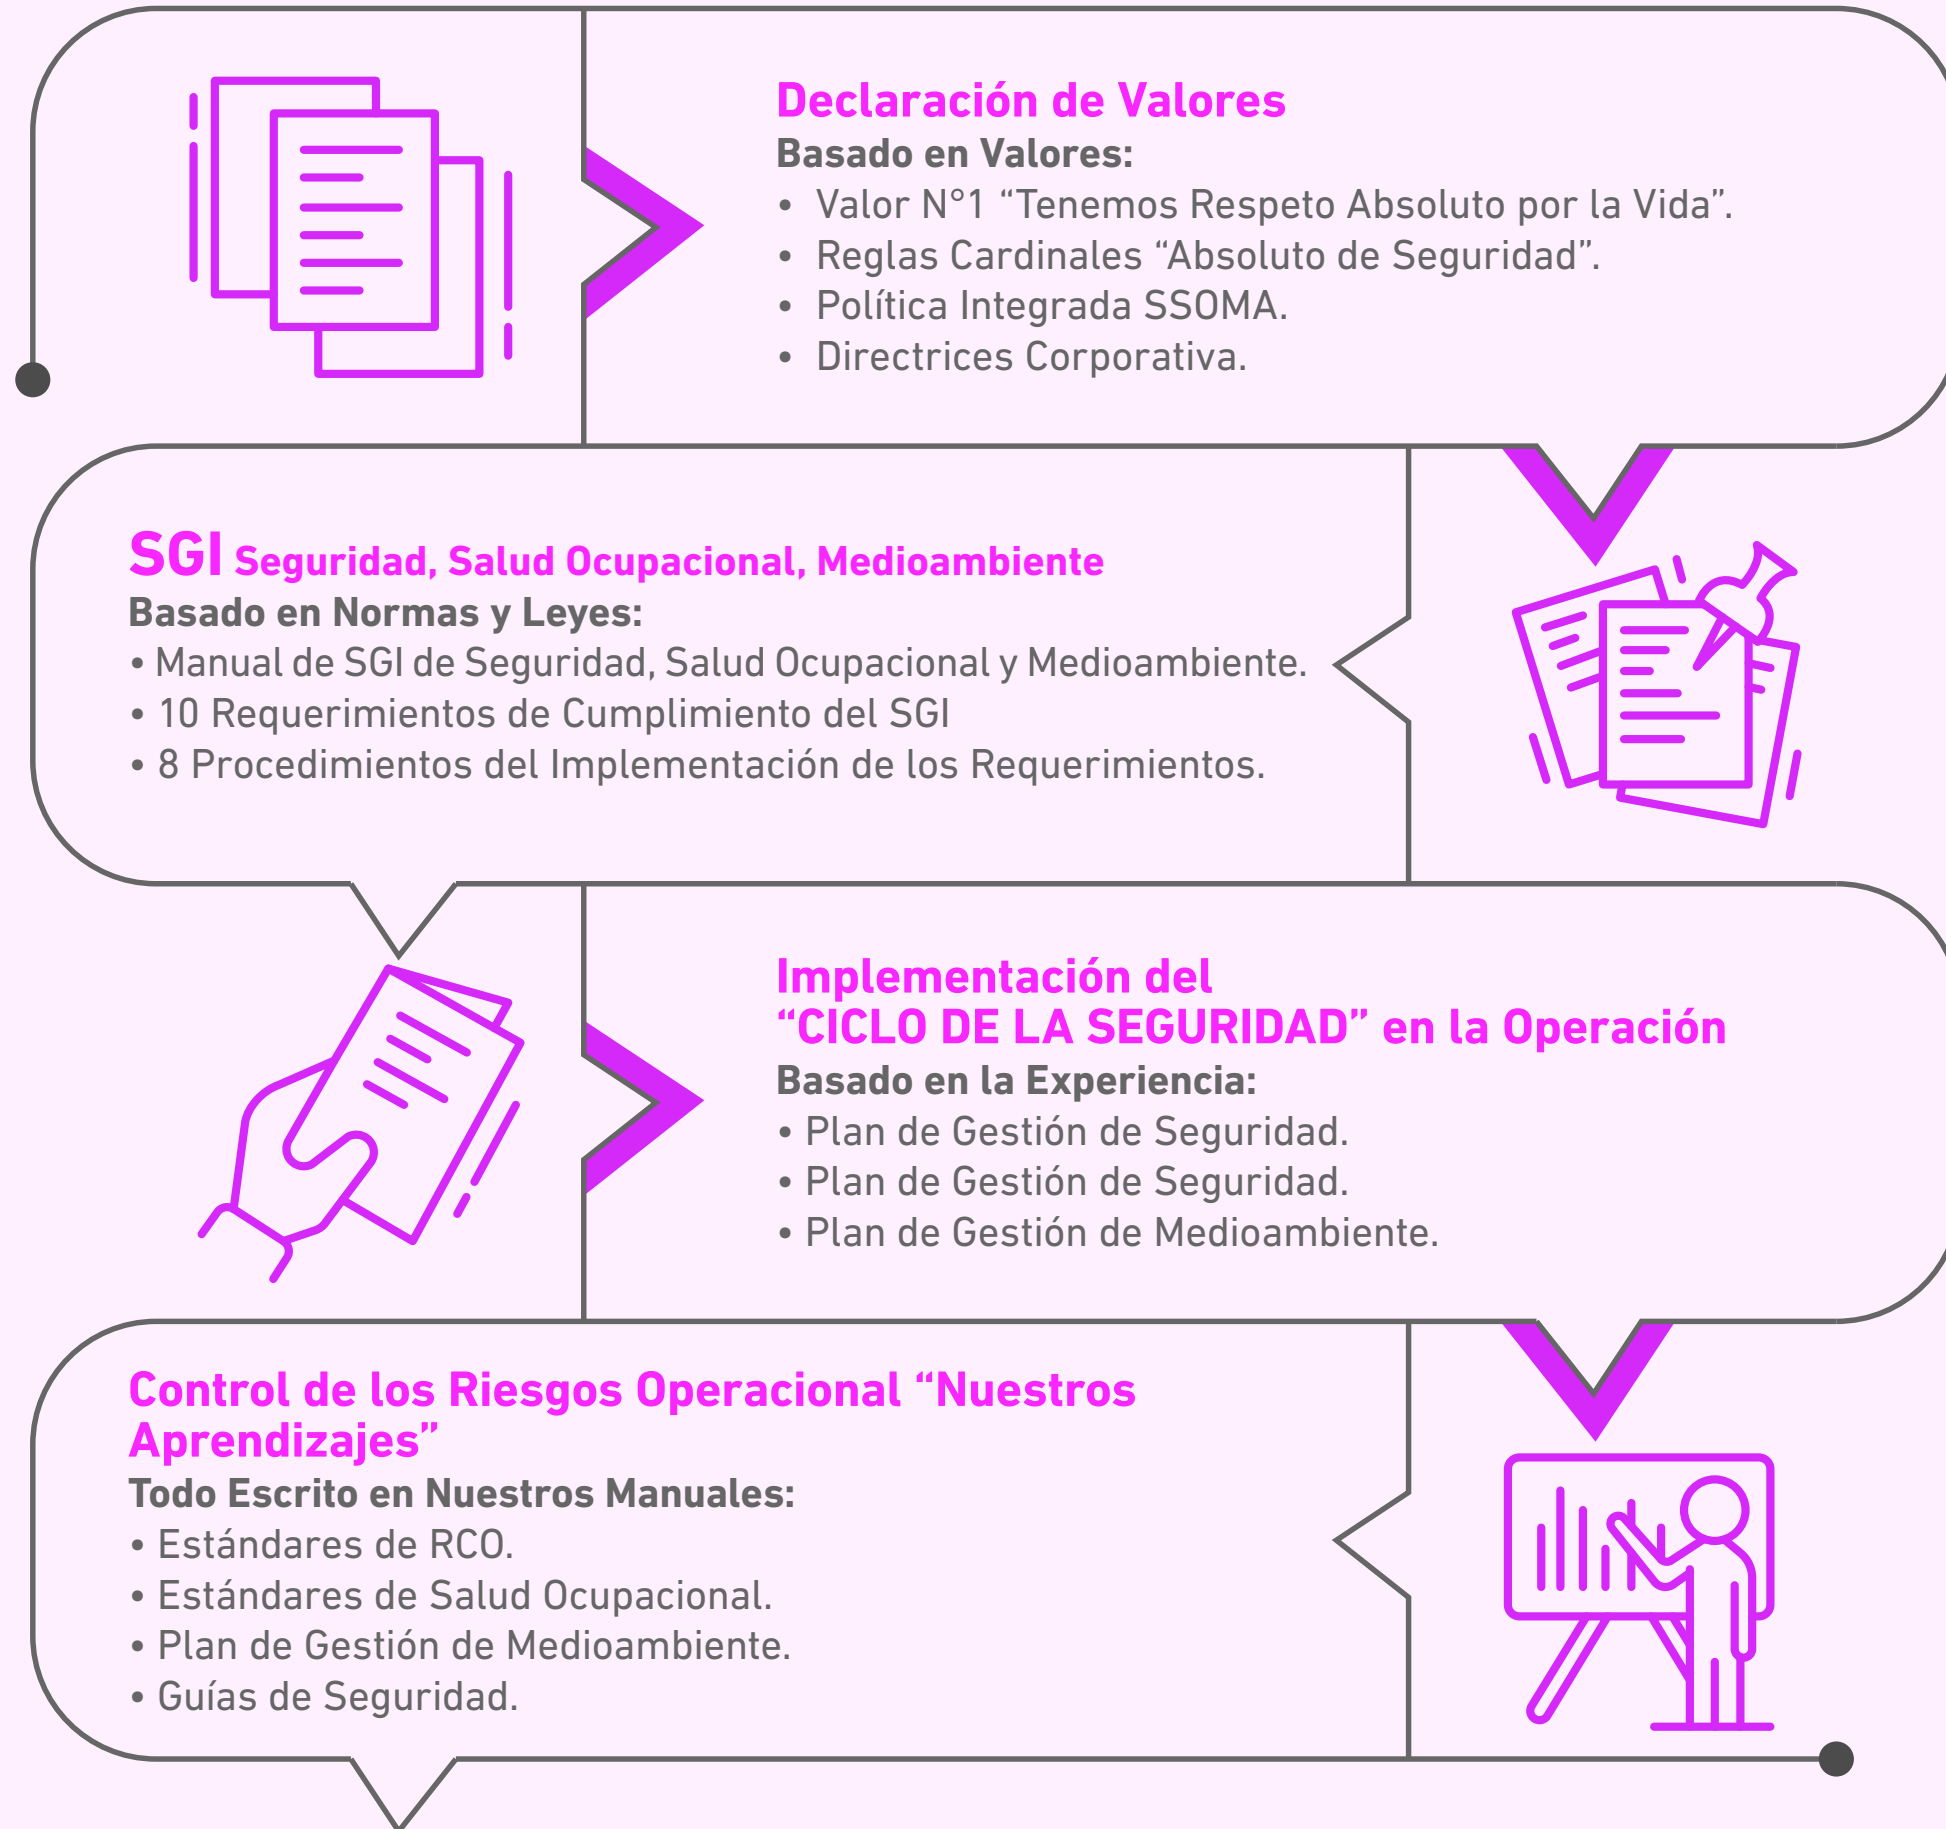 Declaración de Valores
Basado en Valores:
• Valor N°1 “Tenemos Respeto Absoluto por la Vida”.
• Reglas Cardinales “Absoluto de Seguridad”.
• Política Integrada SSOMA.
• Directrices Corporativa.
SGI Seguridad, Salud Ocupacional, Medioambiente
Basado en Normas y Leyes:
• Manual de SGI de Seguridad, Salud Ocupacional y Medioambiente.
• 10 Requerimientos de Cumplimiento del SGI
• 8 Procedimientos del Implementación de los Requerimientos.
Implementación del
“CICLO DE LA SEGURIDAD” en la Operación
Basado en la Experiencia:
• Plan de Gestión de Seguridad.
• Plan de Gestión de Seguridad.
• Plan de Gestión de Medioambiente.
Control de los Riesgos Operacional “Nuestros
Aprendizajes”
Todo Escrito en Nuestros Manuales:
• Estándares de RCO.
• Estándares de Salud Ocupacional.
• Plan de Gestión de Medioambiente.
• Guías de Seguridad.